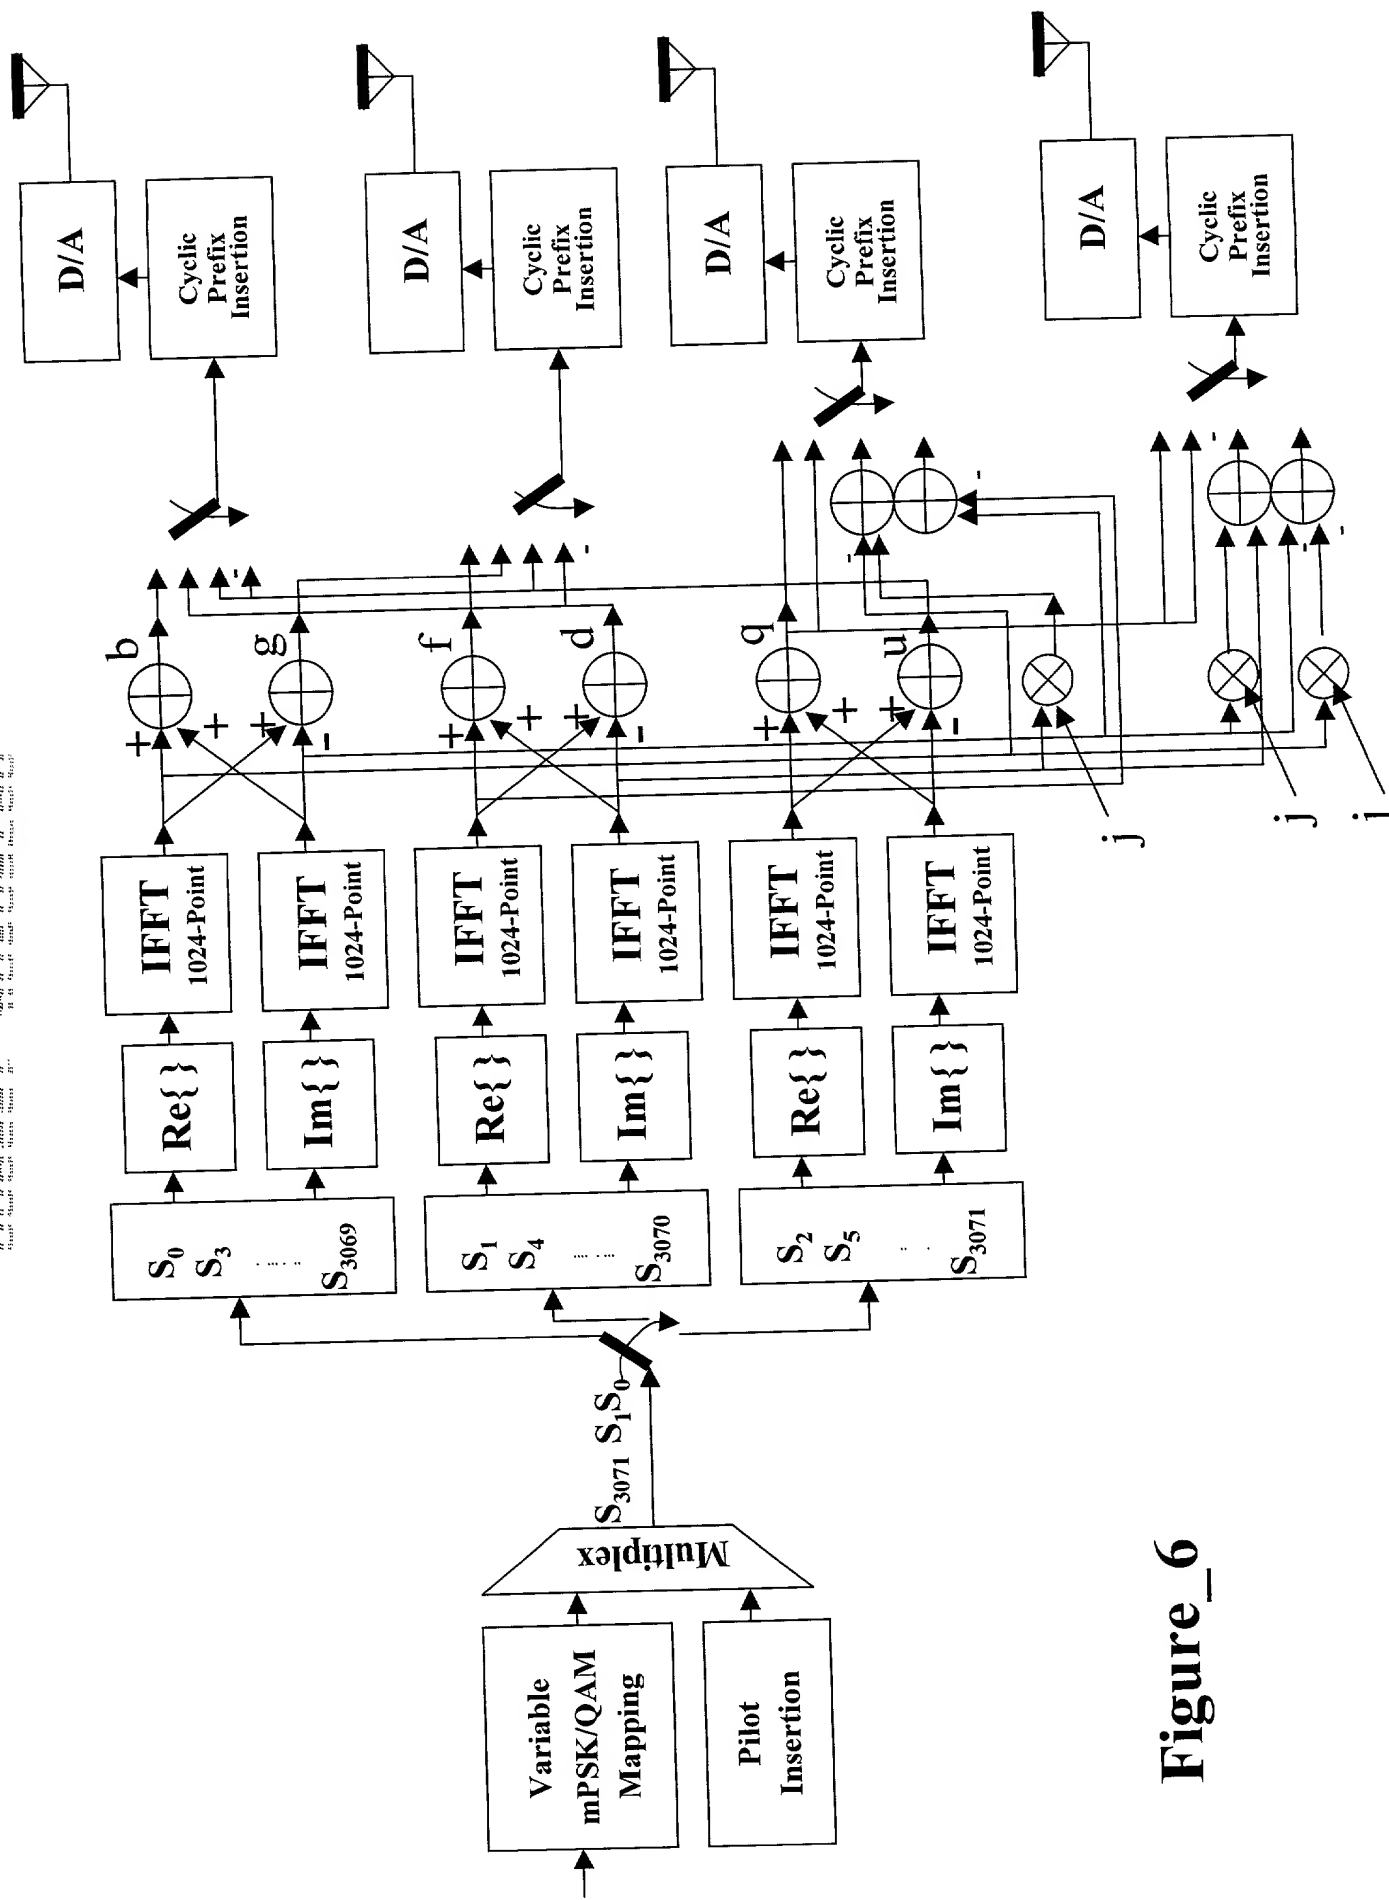 Variable
mPSK/QAM
Mapping
Pilot
Insertion
Multiplex
S3071 S1S0
S0
S3
......
S3069
S1
S4
.... ...
S3070
S2
S5
.. .
S3071
Re{ }
Im{ }
Re{ }
Im{ }
Re{ }
Im{ }
IFFT
1024-Point
IFFT
1024-Point
IFFT
1024-Point
IFFT
1024-Point
IFFT
1024-Point
IFFT
1024-Point
+
+
+
-
b
g
+
+
+
-
f
d
+
+
+
-
q
u
j
j
j
-
-
-
-
-
-
-
Cyclic
Prefix
Insertion
D/A
Cyclic
Prefix
Insertion
D/A
Cyclic
Prefix
Insertion
D/A
Cyclic
Prefix
Insertion
D/A
Figure_6